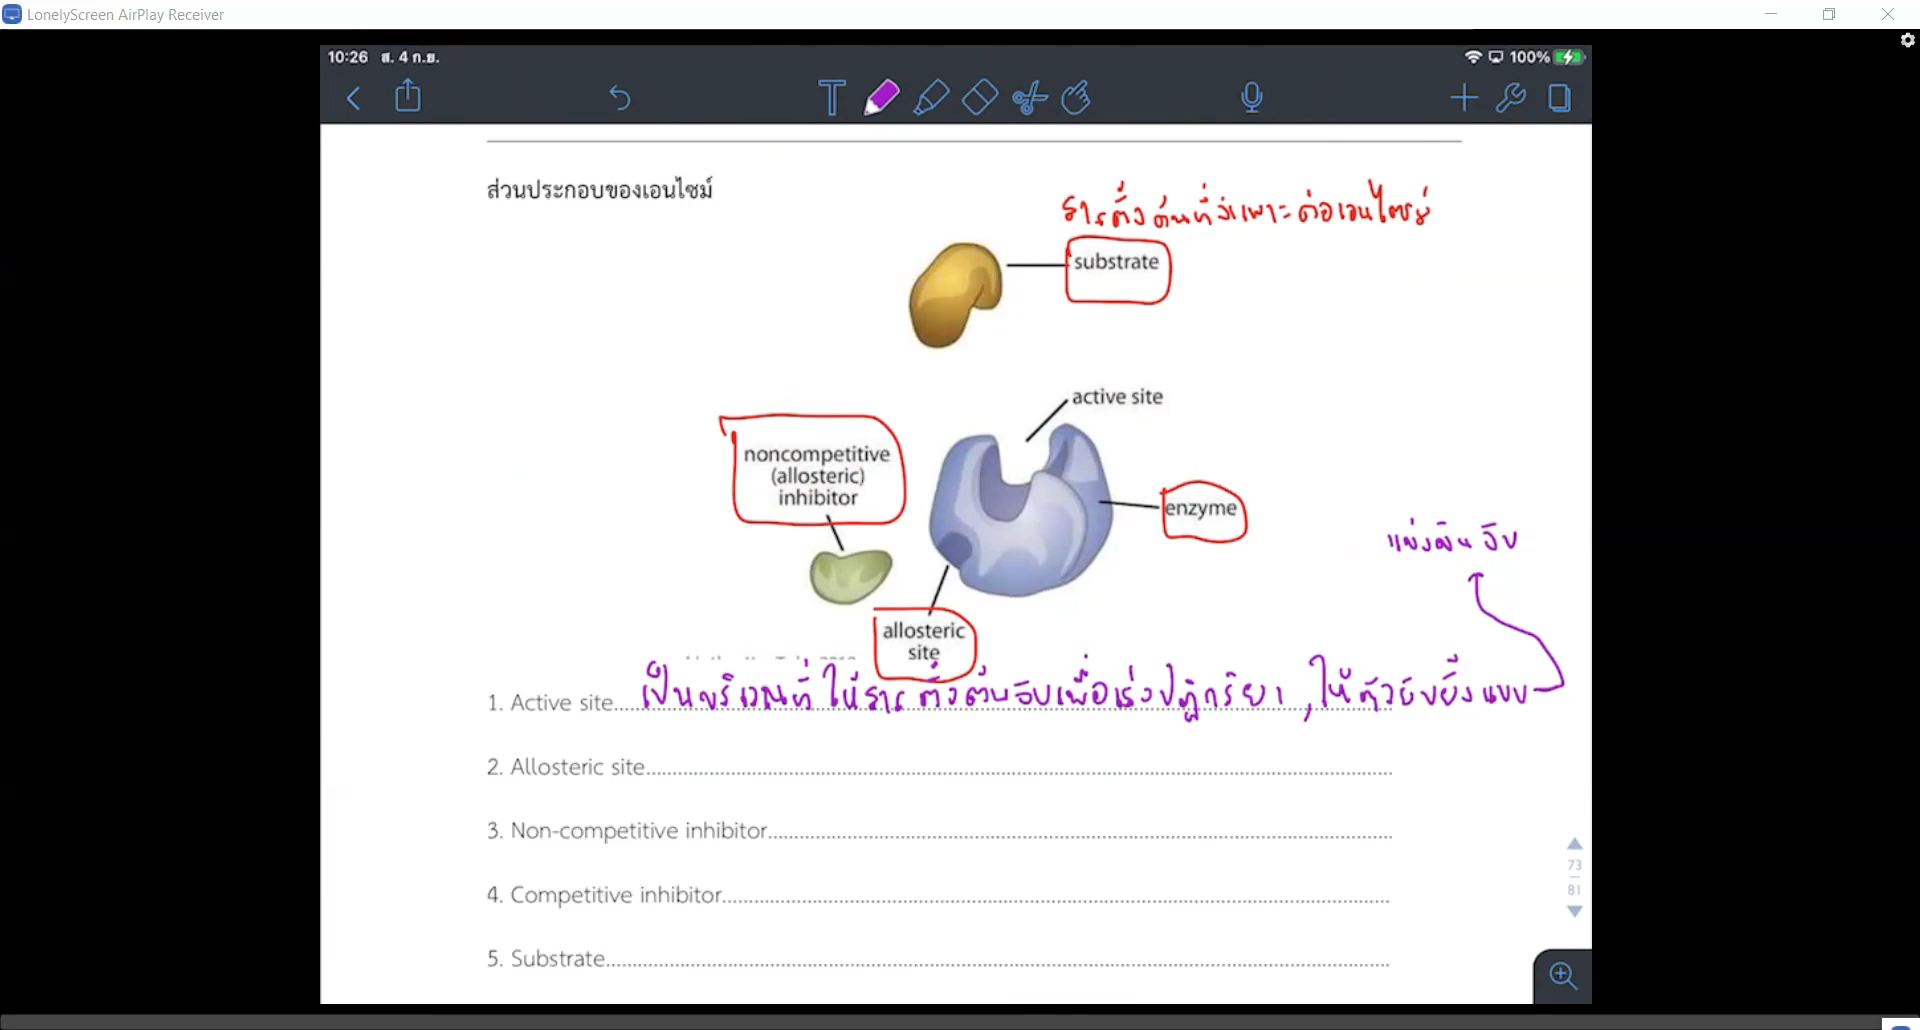 LonelyScreen AirPlay Receiver
10:26 ส. 4 ก.ย.
100%
ส่วนประกอบของเอนไซม์
สารตั้งต้นที่จำเพาะต่อเอนไซม์
substrate
active site
noncompetitive
(allosteric)
inhibitor
enzyme
แข่งขันจับ
allosteric
site
1. Active site เป็นบริเวณที่ให้สารตั้งต้นจับเพื่อเร่งปฏิกิริยา, ให้ตัวยับยั้งแบบ
2. Allosteric site
3. Non-competitive inhibitor
73
4. Competitive inhibitor
81
5. Substrate